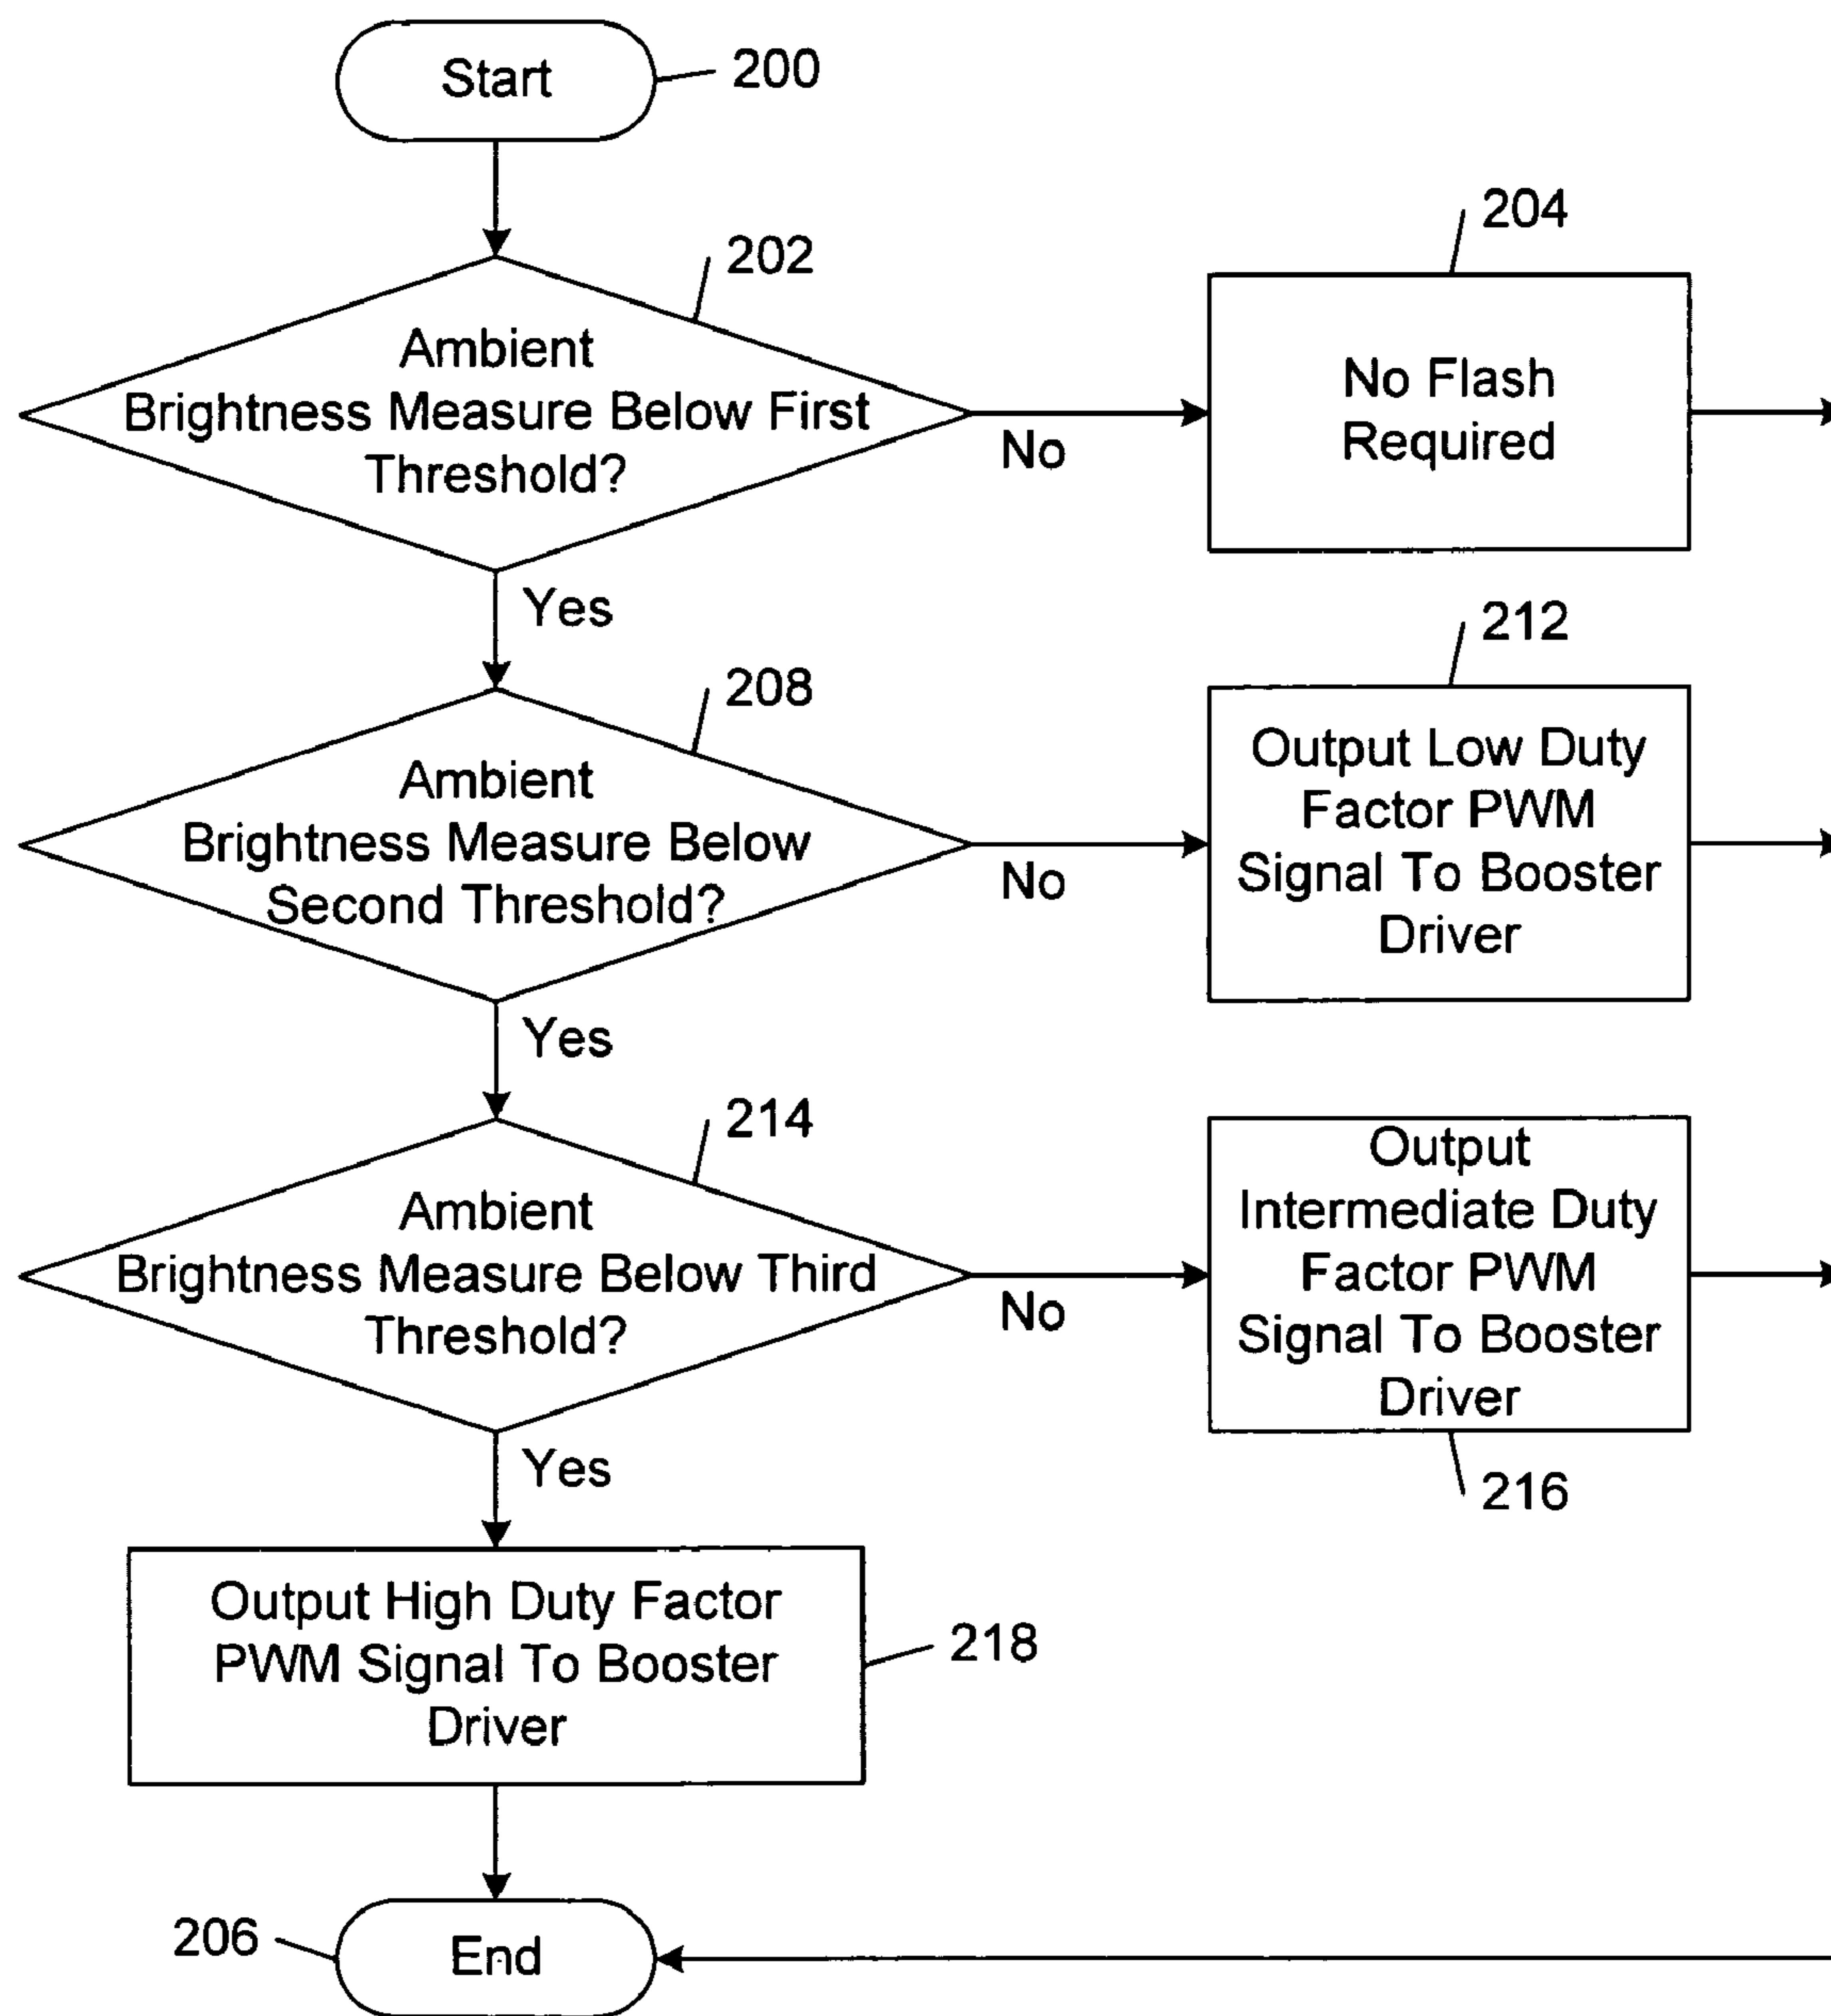 Start
200
202
Ambient
Brightness Measure Below First
Threshold?
No
204
No Flash
Required
Yes
208
Ambient
Brightness Measure Below
Second Threshold?
No
212
Output Low Duty
Factor PWM
Signal To Booster
Driver
Yes
214
Ambient
Brightness Measure Below Third
Threshold?
No
Output
Intermediate Duty
Factor PWM
Signal To Booster
Driver
216
Yes
Output High Duty Factor
PWM Signal To Booster
Driver
218
206
End